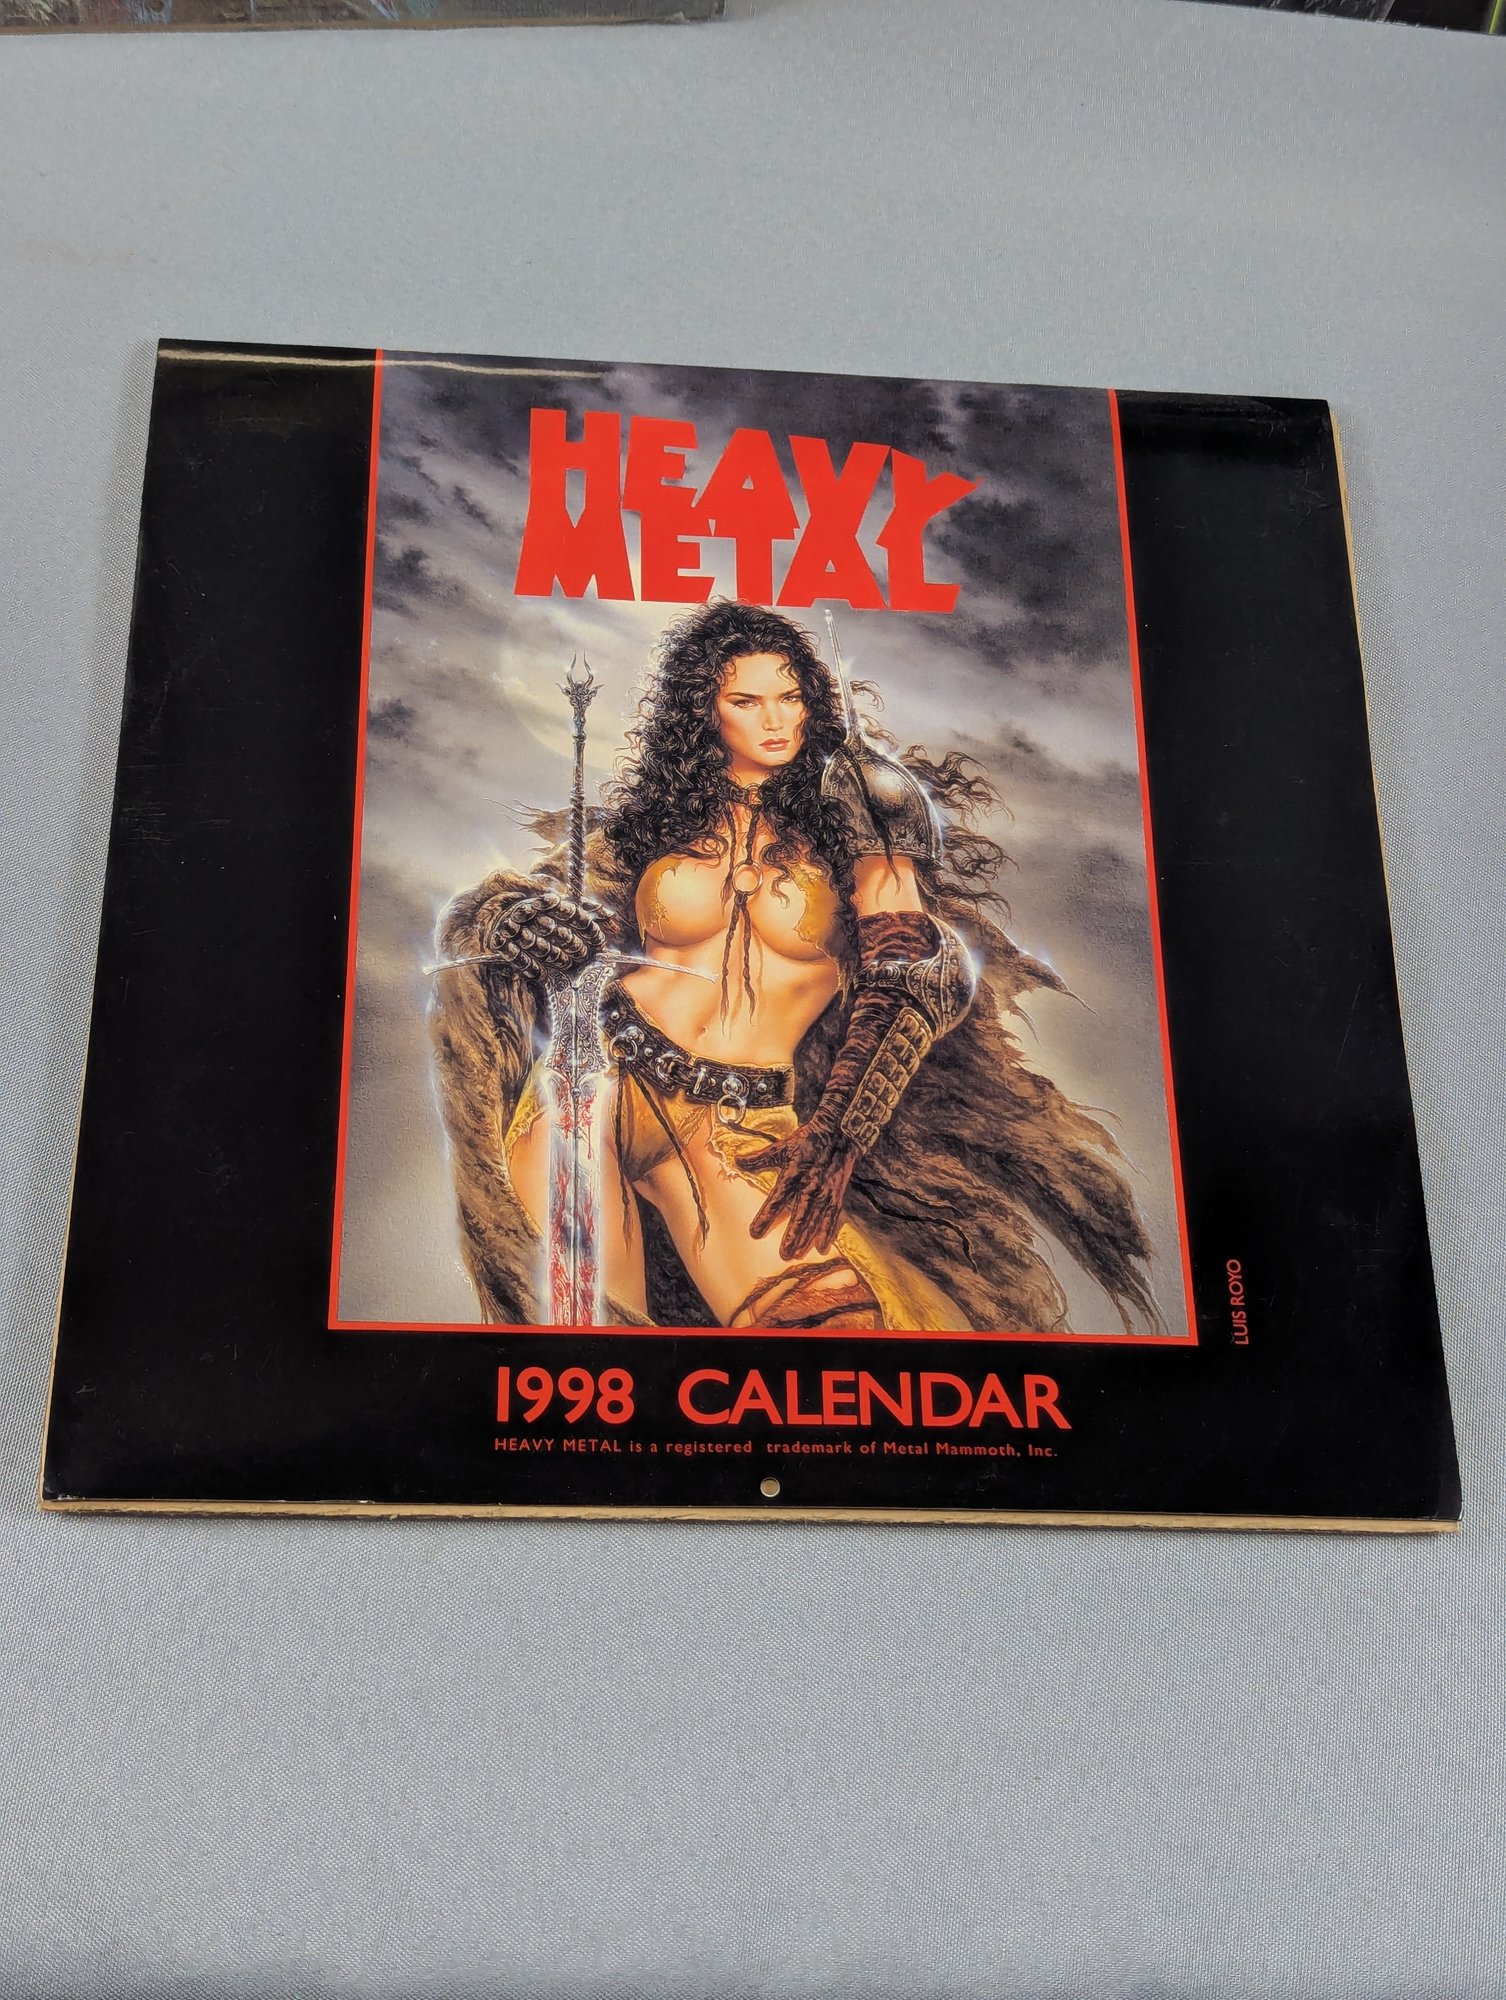 HEAVY
METAL
LUIS ROYO
1998 CALENDAR
HEAVY METAL is a registered trademark of Metal Mammoth, Inc.